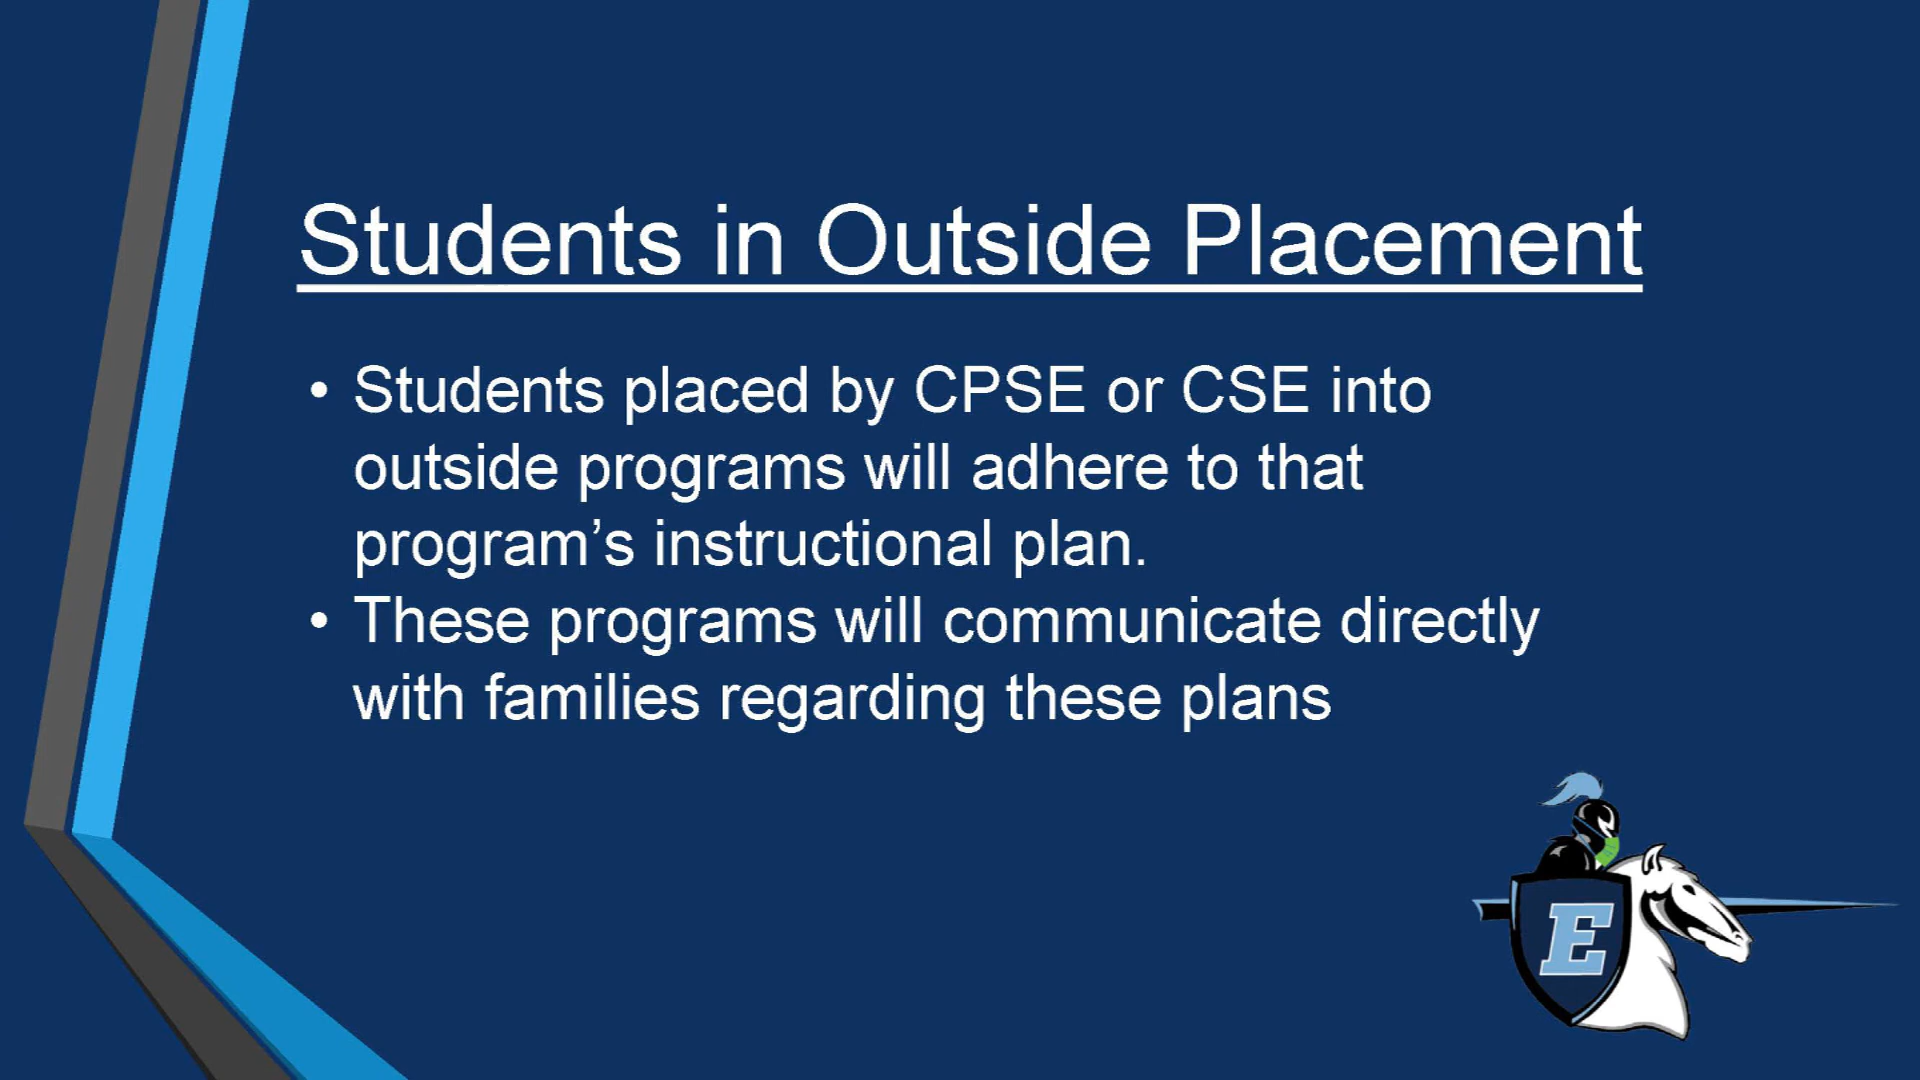 Students in Outside Placement
• Students placed by CPSE or CSE into
outside programs will adhere to that
program’s instructional plan.
• These programs will communicate directly
with families regarding these plans
E